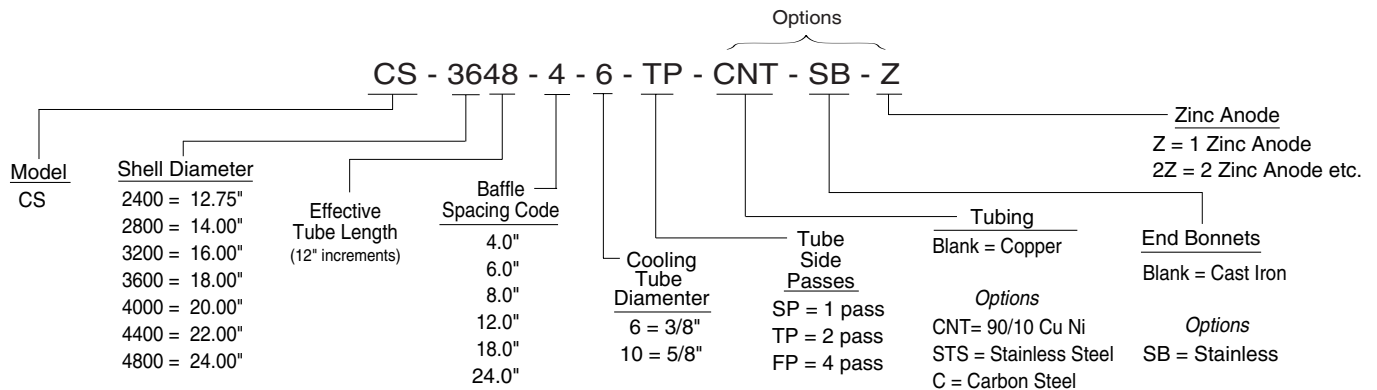 Options
CS - 3648 - 4 - 6 - TP - CNT - SB - Z
Model
CS
Shell Diameter
2400 = 12.75"
2800 = 14.00"
3200 = 16.00"
3600 = 18.00"
4000 = 20.00"
4400 = 22.00"
4800 = 24.00"
Effective
Tube Length
(12" increments)
Baffle
Spacing Code
4.0"
6.0"
8.0"
12.0"
18.0"
24.0"
Cooling
Tube
Diamenter
6 = 3/8"
10 = 5/8"
Tube
Side
Passes
SP = 1 pass
TP = 2 pass
FP = 4 pass
Tubing
Blank = Copper
Options
CNT= 90/10 Cu Ni
STS = Stainless Steel
C = Carbon Steel
End Bonnets
Blank = Cast Iron
Options
SB = Stainless
Zinc Anode
Z = 1 Zinc Anode
2Z = 2 Zinc Anode etc.